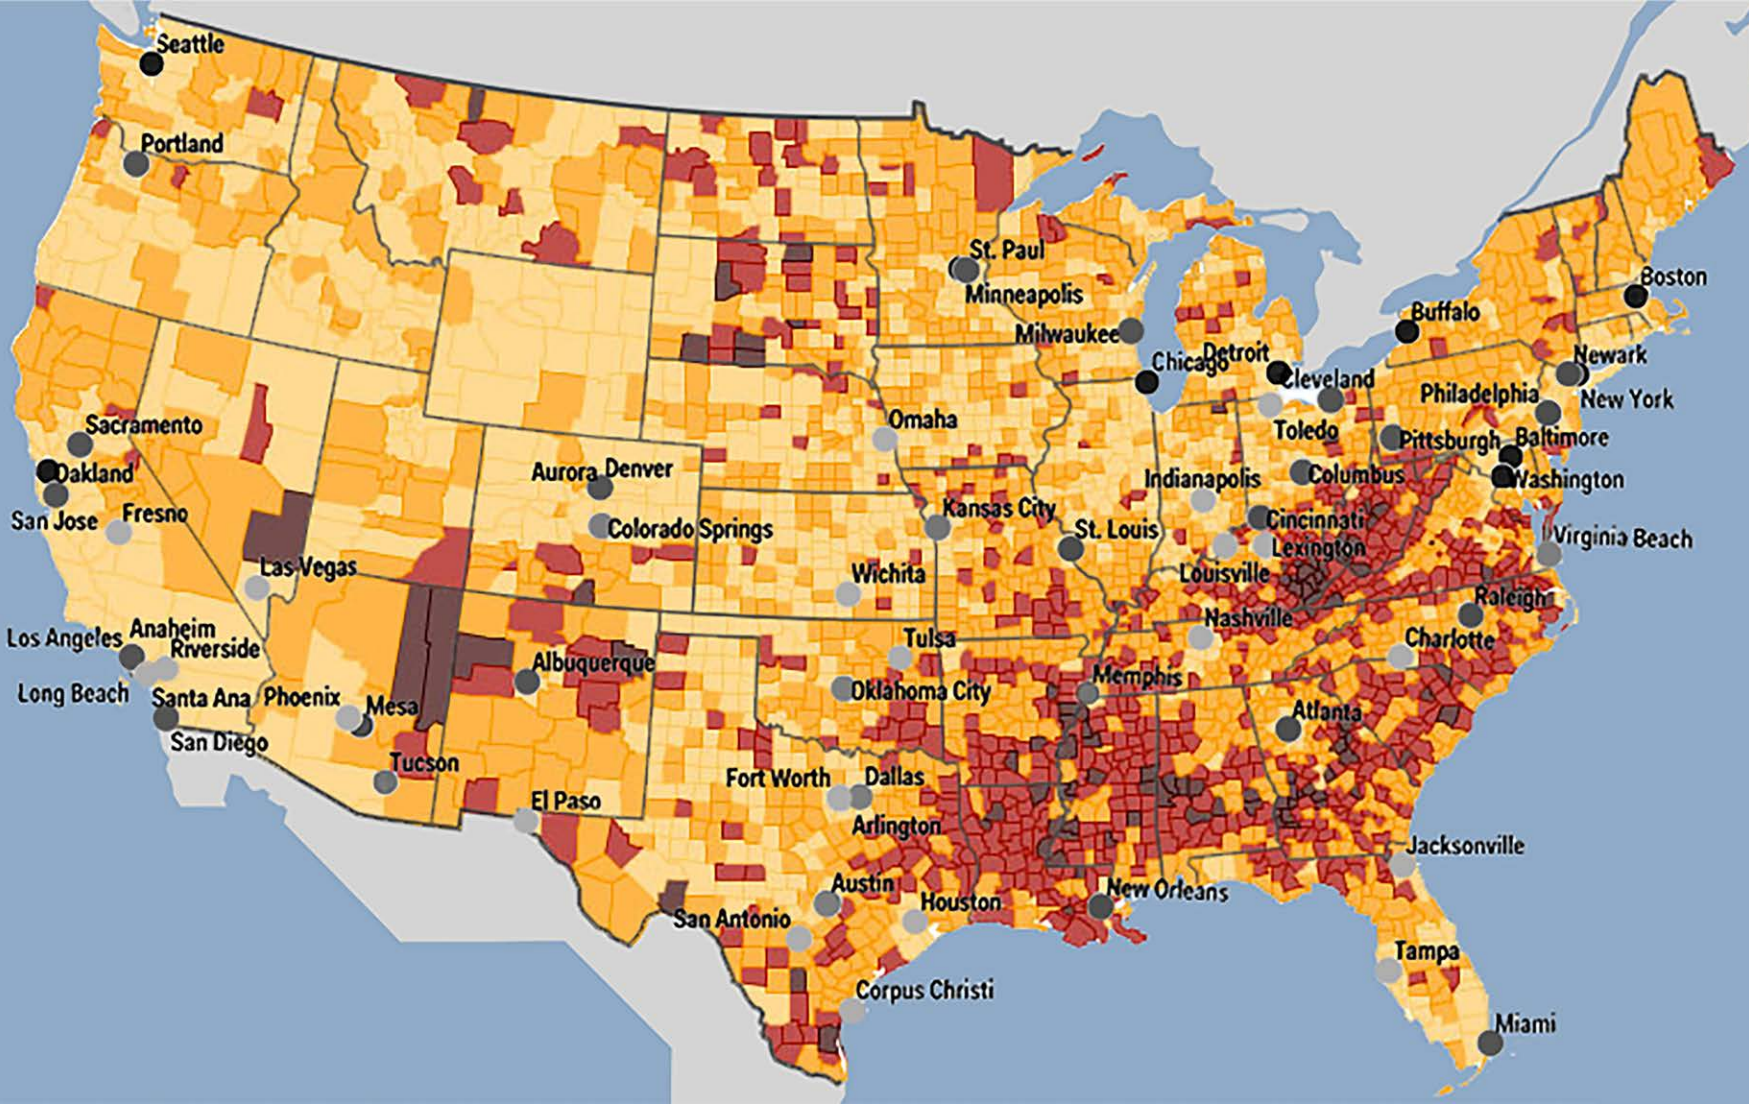 Seattle
Portland
St. Paul
Minneapolis
Boston
Buffalo
Milwaukee
Chicago
Detroit
Newark
Cleveland
Philadelphia
New York
Sacramento
Omaha
Toledo
Pittsburgh
Baltimore
Oakland
Aurora
Denver
Indianapolis
Columbus
Washington
San Jose
Fresno
Colorado Springs
Kansas City
St. Louis
Cincinnati
Virginia Beach
Lexington
Las Vegas
Wichita
Louisville
Raleigh
Nashville
Los Angeles
Anaheim
Riverside
Tulsa
Charlotte
Albuquerque
Memphis
Long Beach
Santa Ana
Phoenix
Mesa
Oklahoma City
Atlanta
San Diego
Tucson
Fort Worth
Dallas
El Paso
Arlington
Jacksonville
Austin
New Orleans
Houston
San Antonio
Tampa
Corpus Christi
Miami